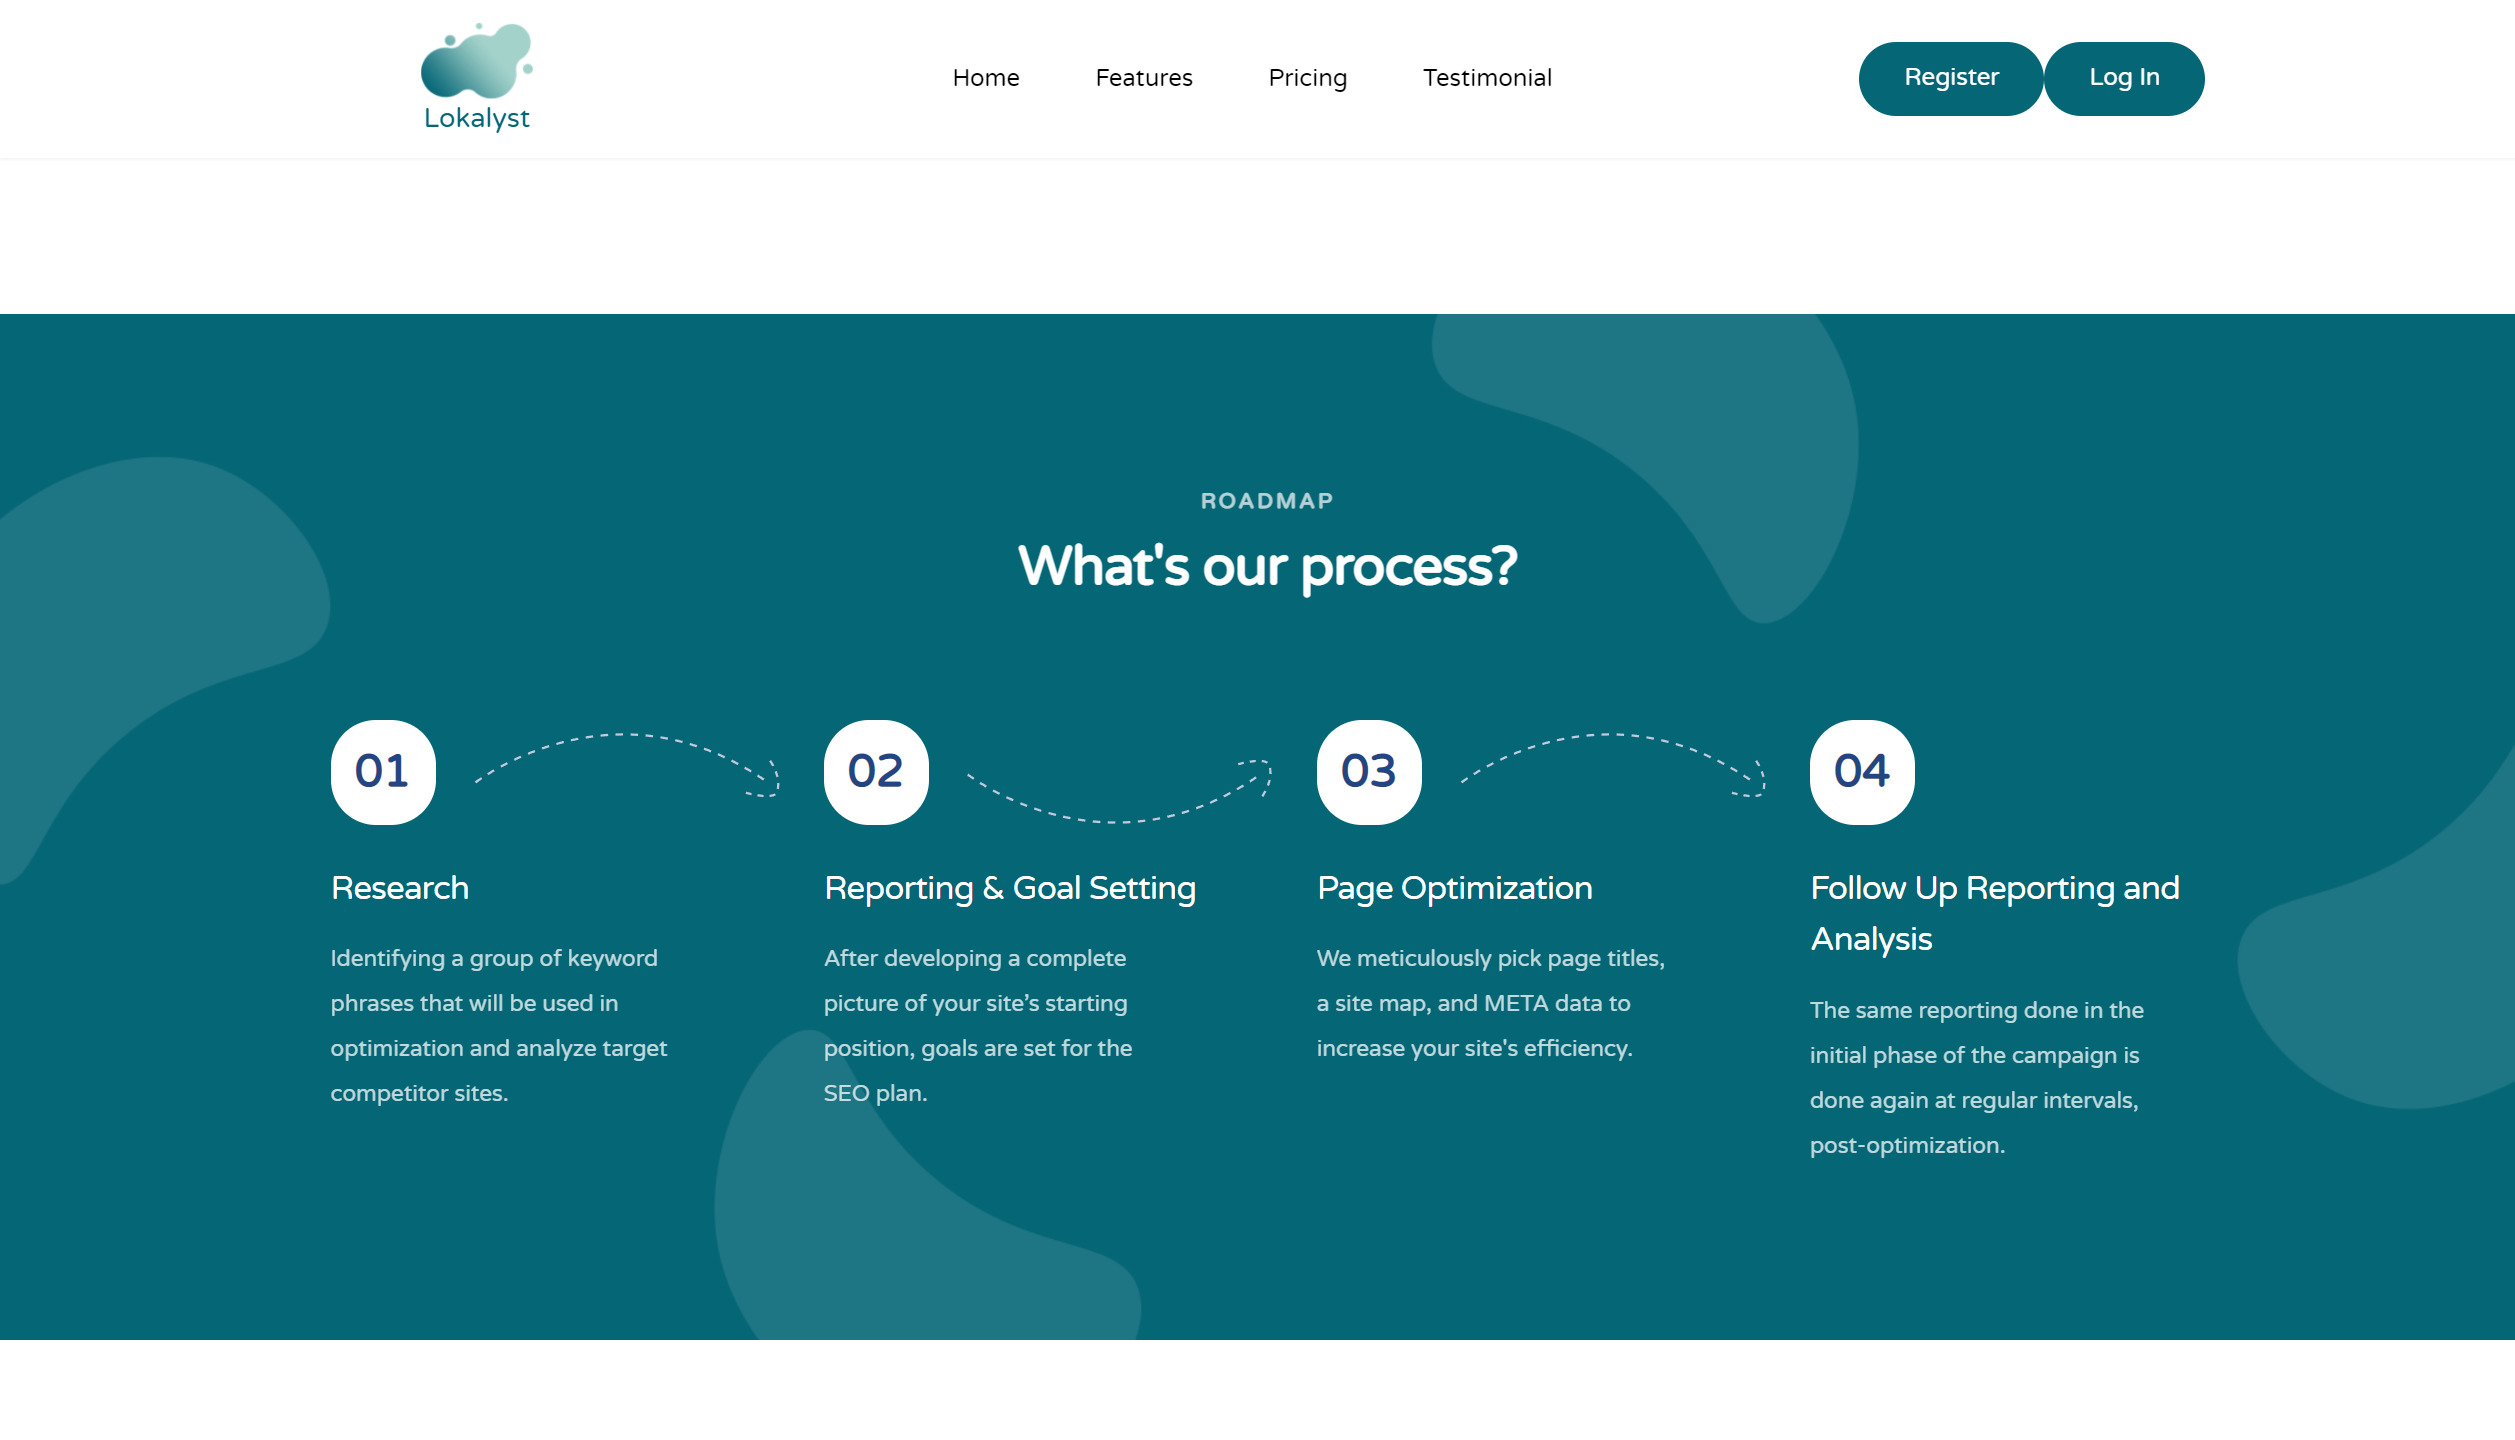 Lokalyst
Home
Features
Pricing
Testimonial
Register
Log In
ROADMAP
What's our process?
01
Research
Identifying a group of keyword
phrases that will be used in
optimization and analyze target
competitor sites.
02
Reporting & Goal Setting
After developing a complete
picture of your site’s starting
position, goals are set for the
SEO plan.
03
Page Optimization
We meticulously pick page titles,
a site map, and META data to
increase your site's efficiency.
04
Follow Up Reporting and
Analysis
The same reporting done in the
initial phase of the campaign is
done again at regular intervals,
post-optimization.